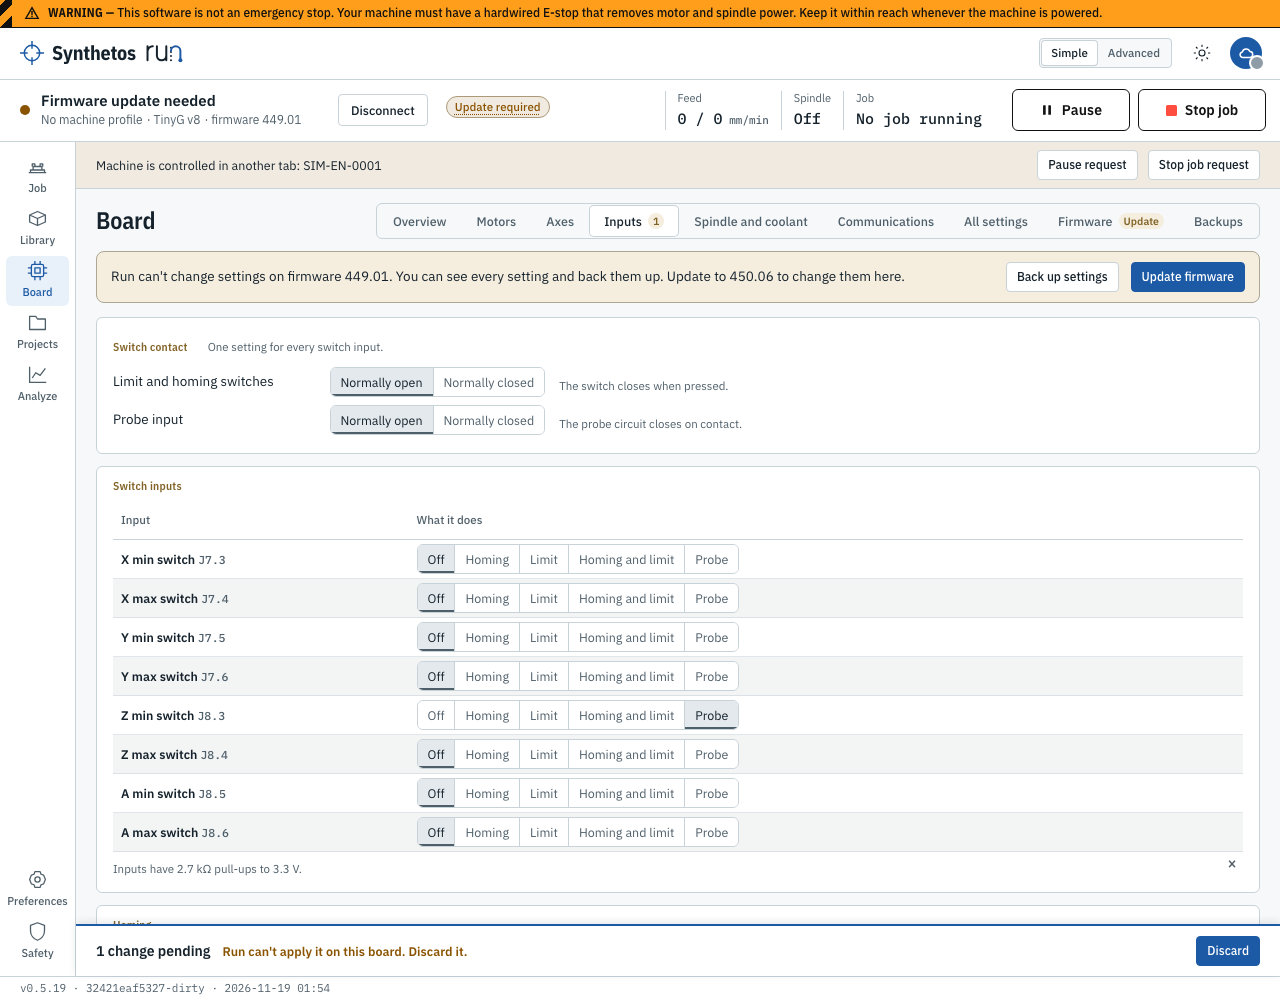 WARNING — This software is not an emergency stop. Your machine must have a hardwired E-stop that removes motor and spindle power. Keep it within reach whenever the machine is powered.
Synthetos run
Simple Advanced
Firmware update needed
No machine profile · TinyG v8 · firmware 449.01
Disconnect
Update required
Feed
0 / 0 mm/min
Spindle
Off
Job
No job running
Pause
Stop job
Job
Library
Board
Projects
Analyze
Preferences
Safety
Machine is controlled in another tab: SIM-EN-0001
Pause request
Stop job request
Board
Overview Motors Axes Inputs 1 Spindle and coolant Communications All settings Firmware Update Backups
Run can't change settings on firmware 449.01. You can see every setting and back them up. Update to 450.06 to change them here.
Back up settings
Update firmware
Switch contact One setting for every switch input.
Limit and homing switches Normally open Normally closed The switch closes when pressed.
Probe input Normally open Normally closed The probe circuit closes on contact.
Switch inputs
Input What it does
X min switch J7.3 Off Homing Limit Homing and limit Probe
X max switch J7.4 Off Homing Limit Homing and limit Probe
Y min switch J7.5 Off Homing Limit Homing and limit Probe
Y max switch J7.6 Off Homing Limit Homing and limit Probe
Z min switch J8.3 Off Homing Limit Homing and limit Probe
Z max switch J8.4 Off Homing Limit Homing and limit Probe
A min switch J8.5 Off Homing Limit Homing and limit Probe
A max switch J8.6 Off Homing Limit Homing and limit Probe
Inputs have 2.7 kΩ pull-ups to 3.3 V.
×
1 change pending Run can't apply it on this board. Discard it.
Discard
v0.5.19 · 32421eaf5327-dirty · 2026-11-19 01:54